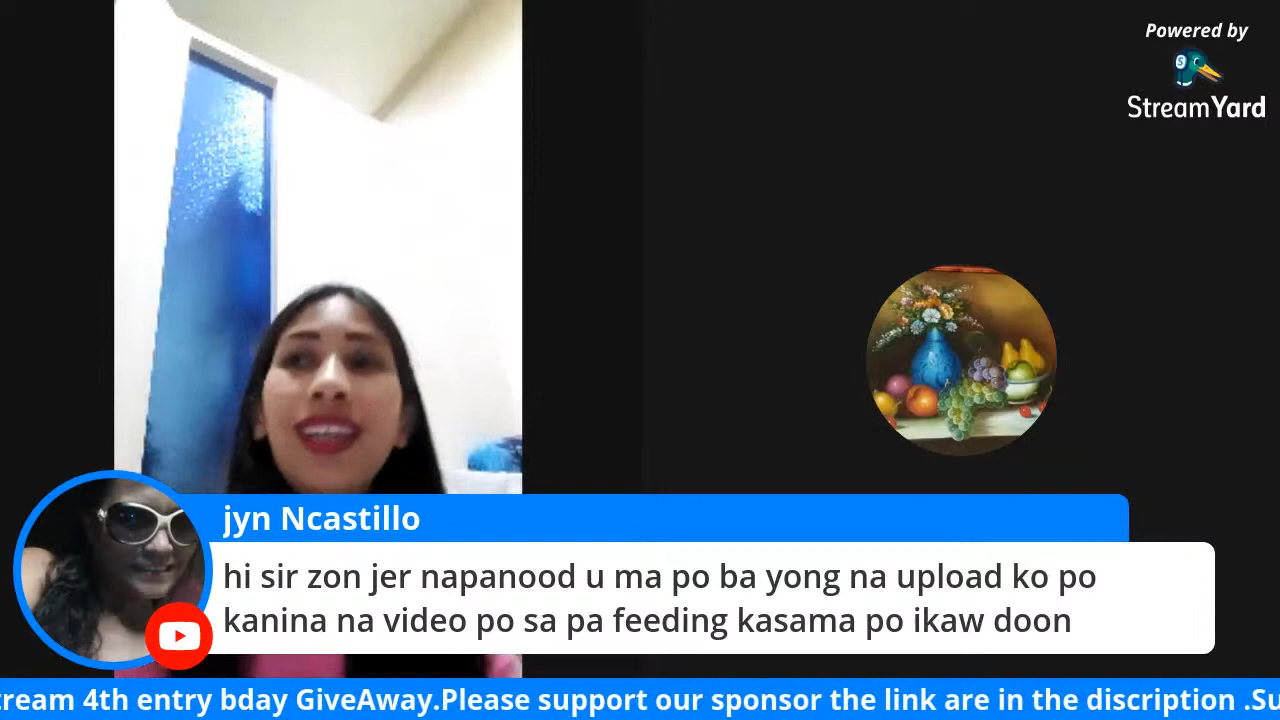 Powered by
StreamYard
jyn Ncastillo
hi sir zon jer napanood u ma po ba yong na upload ko po
kanina na video po sa pa feeding kasama po ikaw doon
tream 4th entry bday GiveAway.Please support our sponsor the link are in the discription .Su